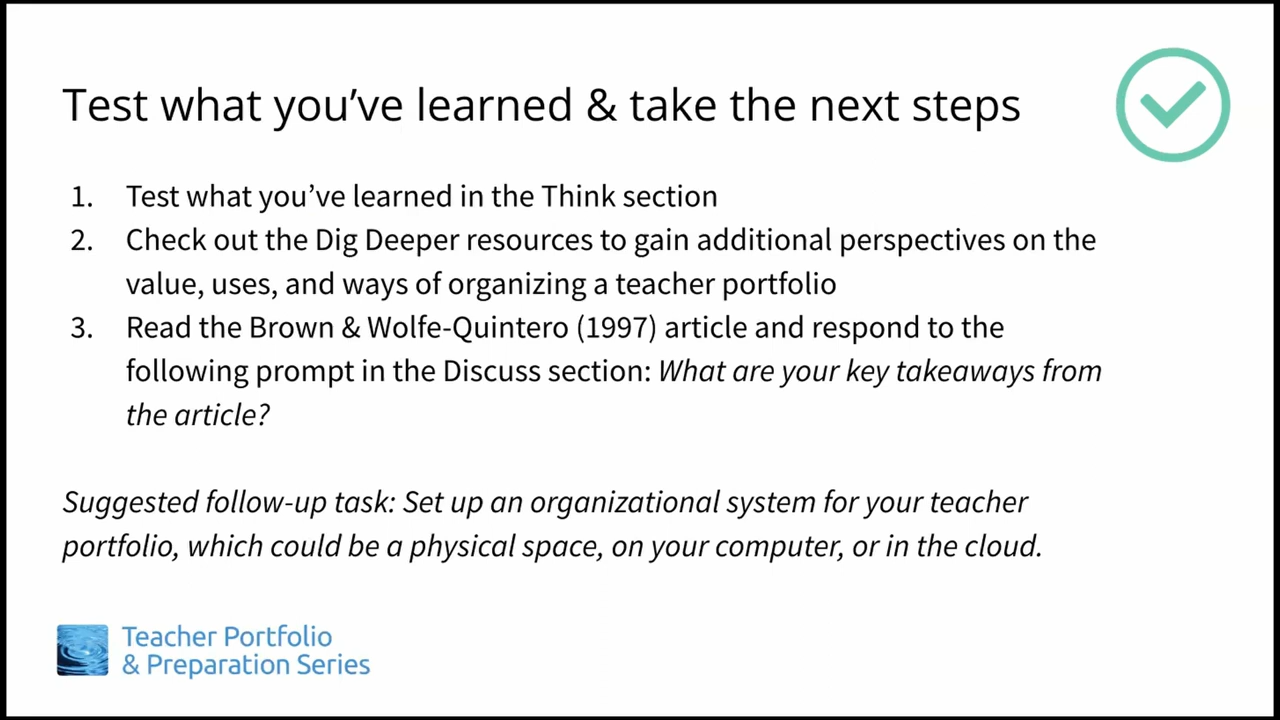 Test what you’ve learned & take the next steps
1. Test what you’ve learned in the Think section
2. Check out the Dig Deeper resources to gain additional perspectives on the
value, uses, and ways of organizing a teacher portfolio
3. Read the Brown & Wolfe-Quintero (1997) article and respond to the
following prompt in the Discuss section: What are your key takeaways from
the article?
Suggested follow-up task: Set up an organizational system for your teacher
portfolio, which could be a physical space, on your computer, or in the cloud.
Teacher Portfolio
& Preparation Series